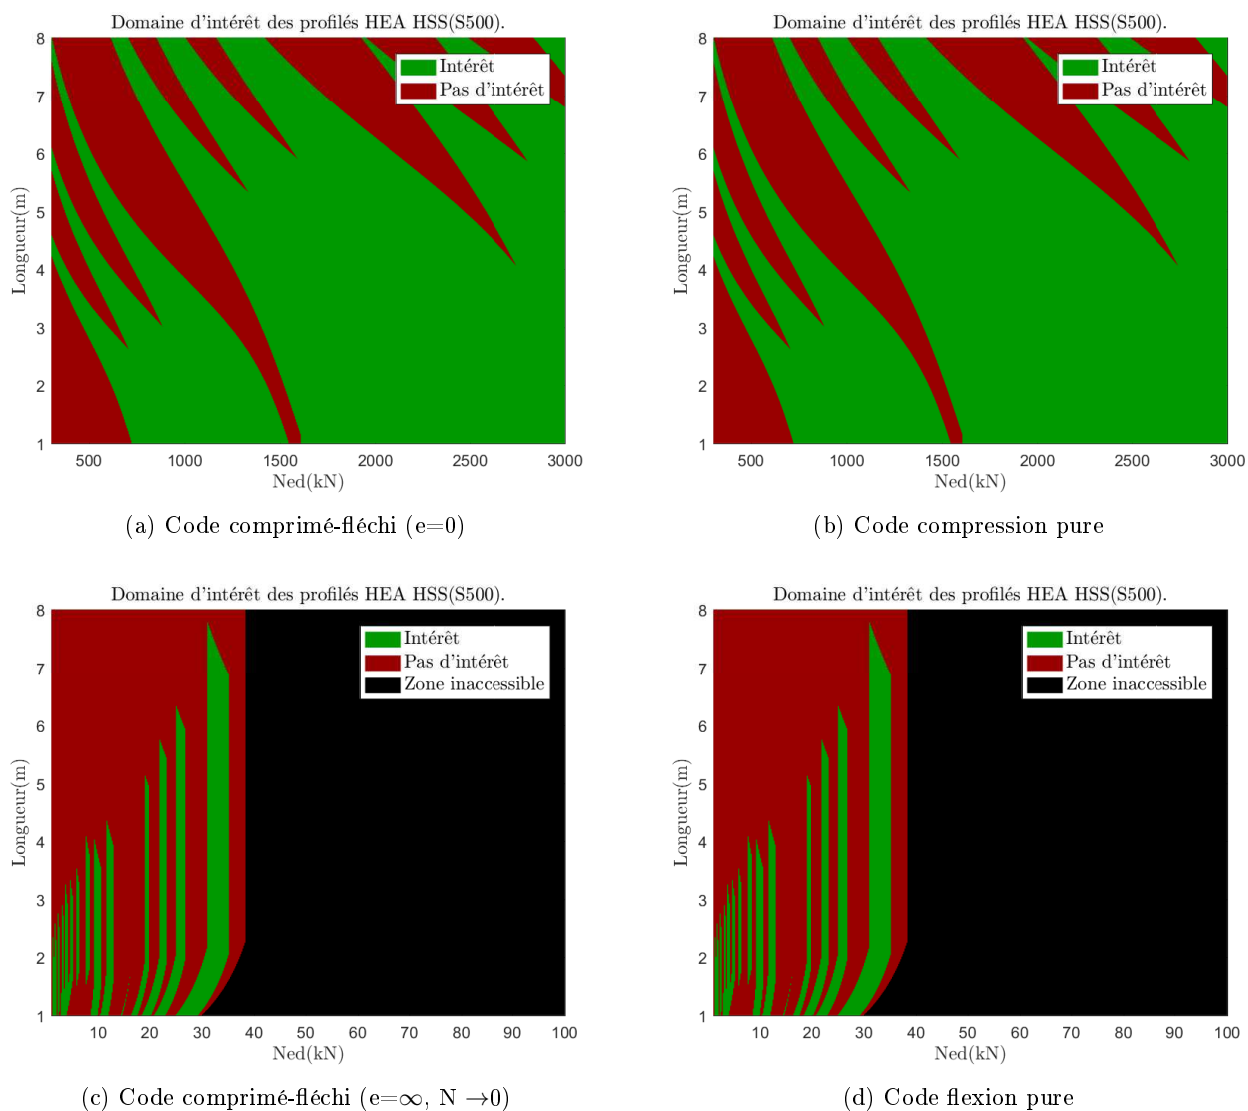 Domaine d'intérêt des profilés HEA HSS(S500).
Intérêt
Pas d'intérêt
8
7
6
5
4
3
2
1
Longueur(m)
500
1000
1500
2000
2500
3000
Ned(kN)
(a) Code comprimé-fléchi (e=0)
Domaine d'intérêt des profilés HEA HSS(S500).
Intérêt
Pas d'intérêt
8
7
6
5
4
3
2
1
Longueur(m)
500
1000
1500
2000
2500
3000
Ned(kN)
(b) Code compression pure
Domaine d'intérêt des profilés HEA HSS(S500).
Intérêt
Pas d'intérêt
Zone inaccessible
8
7
6
5
4
3
2
1
Longueur(m)
10
20
30
40
50
60
70
80
90
100
Ned(kN)
(c) Code comprimé-fléchi (e=∞, N →0)
Domaine d'intérêt des profilés HEA HSS(S500).
Intérêt
Pas d'intérêt
Zone inaccessible
8
7
6
5
4
3
2
1
Longueur(m)
10
20
30
40
50
60
70
80
90
100
Ned(kN)
(d) Code flexion pure